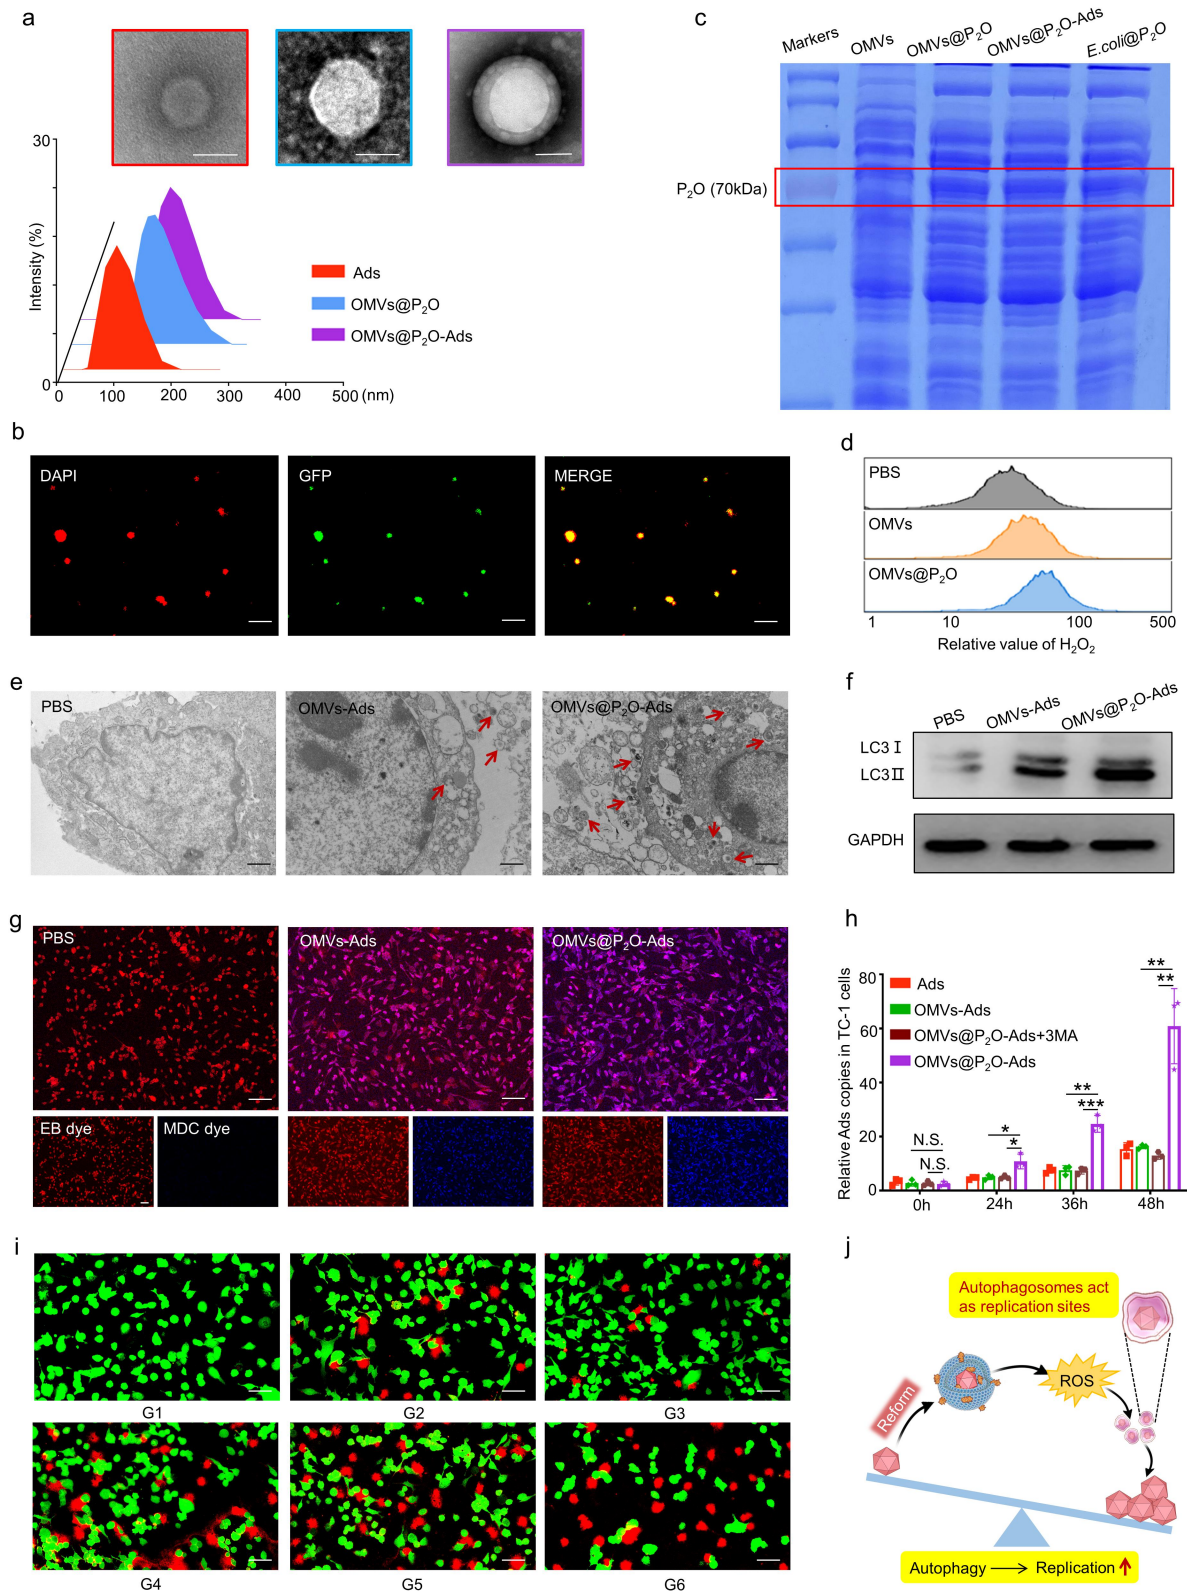 a
30
Intensity (%)
0
0 100 200 300 400 500 (nm)
Ads
OMVs@P₂O
OMVs@P₂O-Ads
b
DAPI
GFP
MERGE
c
Markers
OMVs
OMVs@P₂O
OMVs@P₂O-Ads
E.coli@P₂O
P₂O (70kDa)
d
PBS
OMVs
OMVs@P₂O
1 10 100 500
Relative value of H₂O₂
e
PBS
OMVs-Ads
OMVs@P₂O-Ads
f
PBS
OMVs-Ads
OMVs@P₂O-Ads
LC3 Ⅰ
LC3 Ⅱ
GAPDH
g
PBS
OMVs-Ads
OMVs@P₂O-Ads
EB dye
MDC dye
h
Relative Ads copies in TC-1 cells
80
60
40
20
0
Ads
OMVs-Ads
OMVs@P₂O-Ads+3MA
OMVs@P₂O-Ads
N.S.
N.S.
*
*
**
***
**
**
0h 24h 36h 48h
i
G1
G2
G3
G4
G5
G6
j
Autophagosomes act
as replication sites
Reform
ROS
Autophagy → Replication ↑